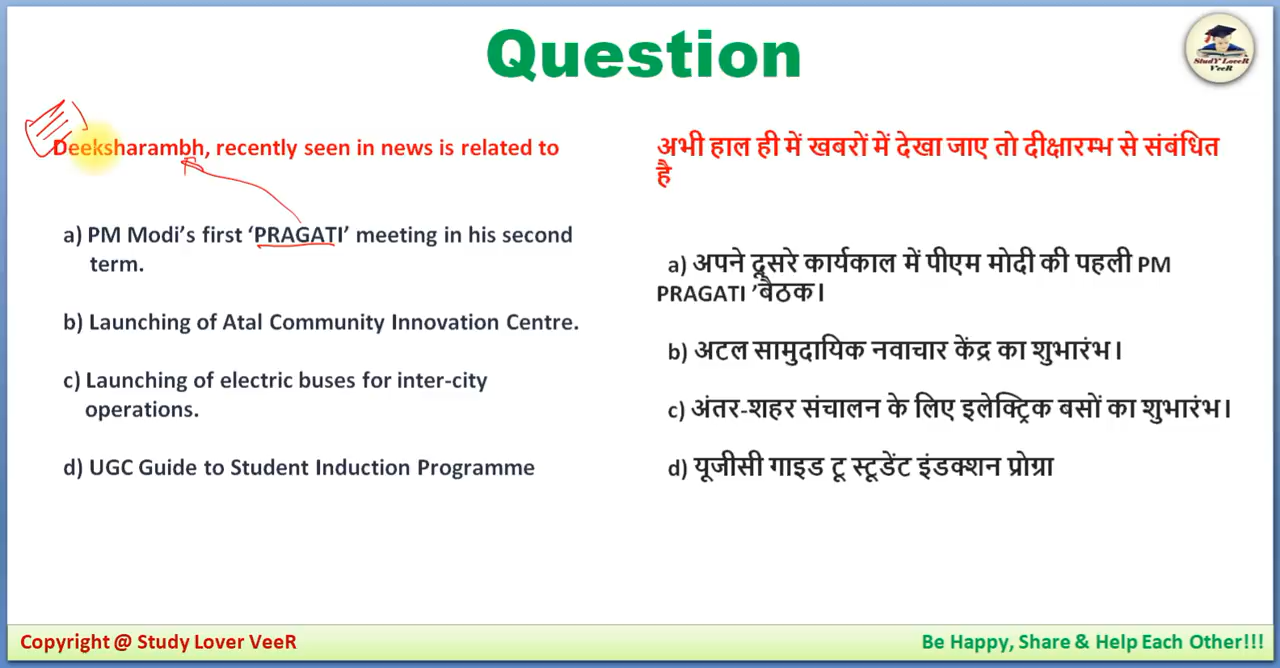 Question
StudY LoveR
VeeR
Deeksharambh, recently seen in news is related to
a) PM Modi’s first ‘PRAGATI’ meeting in his second
term.
b) Launching of Atal Community Innovation Centre.
c) Launching of electric buses for inter-city
operations.
d) UGC Guide to Student Induction Programme
अभी हाल ही में खबरों में देखा जाए तो दीक्षारम्भ से संबंधित
है
a) अपने दूसरे कार्यकाल में पीएम मोदी की पहली PM
PRAGATI ’बैठक।
b) अटल सामुदायिक नवाचार केंद्र का शुभारंभ।
c) अंतर-शहर संचालन के लिए इलेक्ट्रिक बसों का शुभारंभ।
d) यूजीसी गाइड टू स्टूडेंट इंडक्शन प्रोग्रा
Copyright @ Study Lover VeeR
Be Happy, Share & Help Each Other!!!